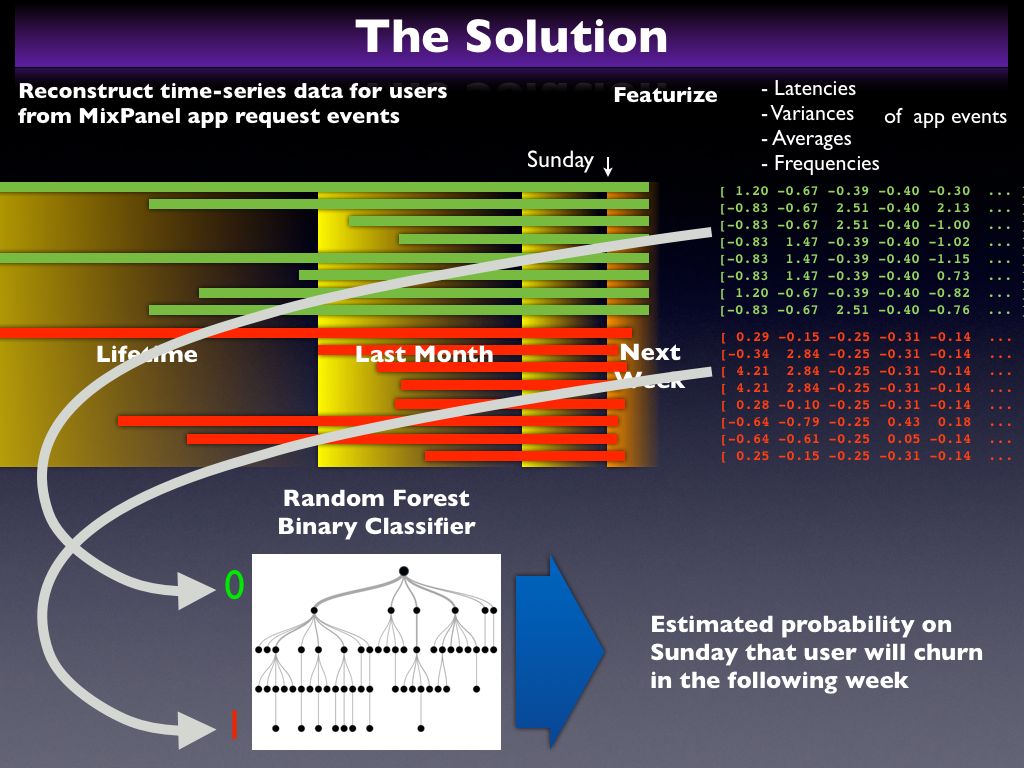 The Solution
Reconstruct time-series data for users
from MixPanel app request events
Featurize
- Latencies
- Variances
- Averages
- Frequencies
of app events
Sunday ↓
[ 1.20 -0.67 -0.39 -0.40 -0.30 ... ]
[-0.83 -0.67 2.51 -0.40 2.13 ... ]
[-0.83 -0.67 2.51 -0.40 -1.00 ... ]
[-0.83 1.47 -0.39 -0.40 -1.02 ... ]
[-0.83 1.47 -0.39 -0.40 -1.15 ... ]
[-0.83 1.47 -0.39 -0.40 0.73 ... ]
[ 1.20 -0.67 -0.39 -0.40 -0.82 ... ]
[-0.83 -0.67 2.51 -0.40 -0.76 ... ]
[ 0.29 -0.15 -0.25 -0.31 -0.14 ...
[-0.34 2.84 -0.25 -0.31 -0.14 ...
[ 4.21 2.84 -0.25 -0.31 -0.14 ...
[ 4.21 2.84 -0.25 -0.31 -0.14 ...
[ 0.28 -0.10 -0.25 -0.31 -0.14 ...
[-0.64 -0.79 -0.25 0.43 0.18 ...
[-0.64 -0.61 -0.25 0.05 -0.14 ...
[ 0.25 -0.15 -0.25 -0.31 -0.14 ...
Lifetime
Last Month
Next
Week
Random Forest
Binary Classifier
0
1
Estimated probability on
Sunday that user will churn
in the following week